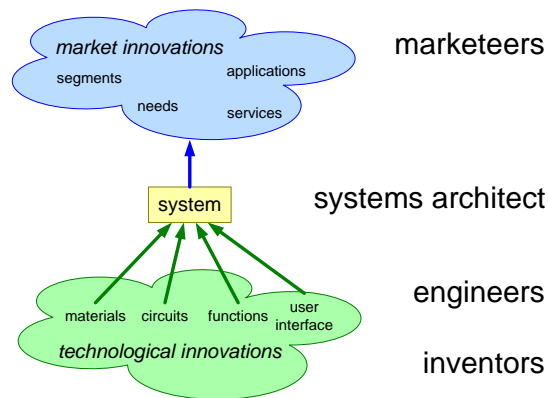 market innovations
marketeers
segments
applications
needs
services
system
systems architect
engineers
materials
circuits
functions
user
interface
technological innovations
inventors